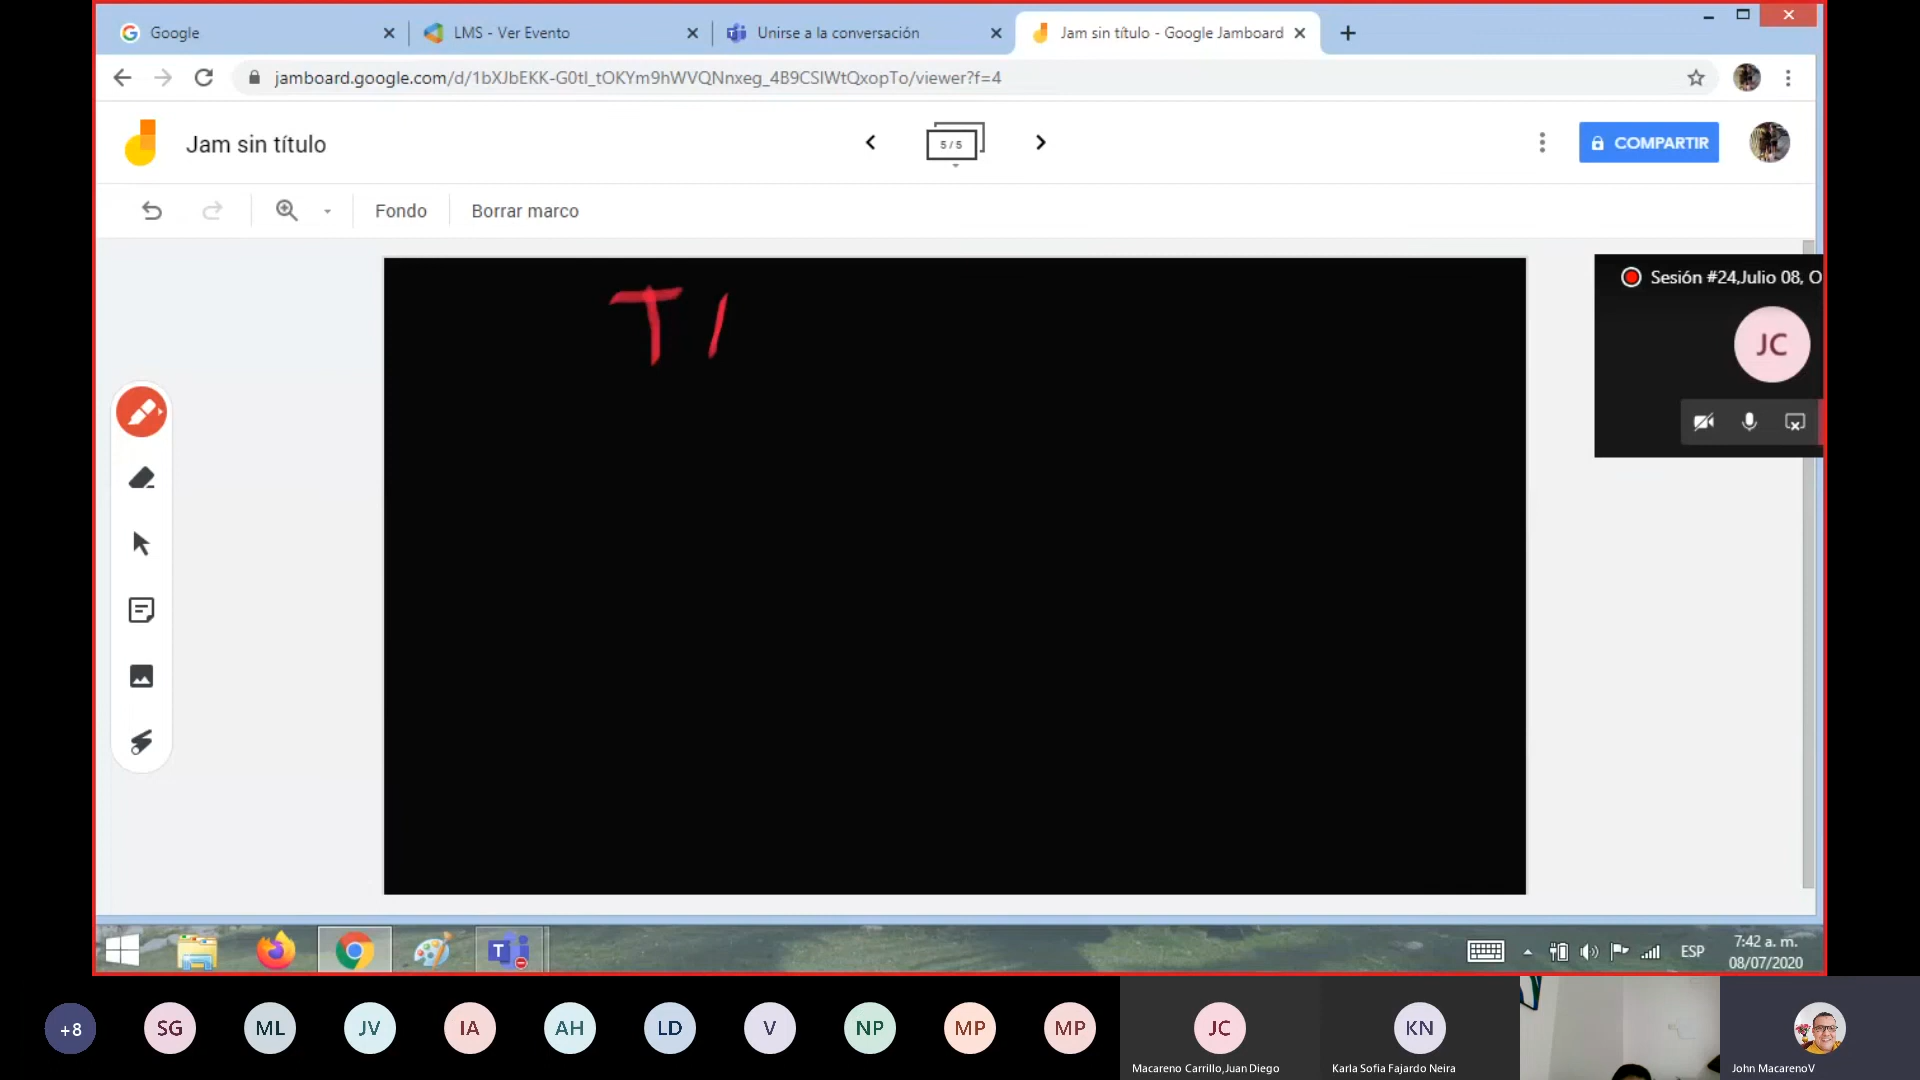 Google
LMS - Ver Evento
Unirse a la conversación
Jam sin título - Google Jamboard
jamboard.google.com/d/1bXJbEKK-G0tI_tOKYm9hWVQNnxeg_4B9CSIWtQxopTo/viewer?f=4
Jam sin título
5 / 5
COMPARTIR
Fondo
Borrar marco
T
Sesión #24,Julio 08, O
JC
ESP
7:42 a. m.
08/07/2020
+8
SG
ML
JV
IA
AH
LD
V
NP
MP
MP
JC
KN
Macareno Carrillo,Juan Diego
Karla Sofia Fajardo Neira
John MacarenoV